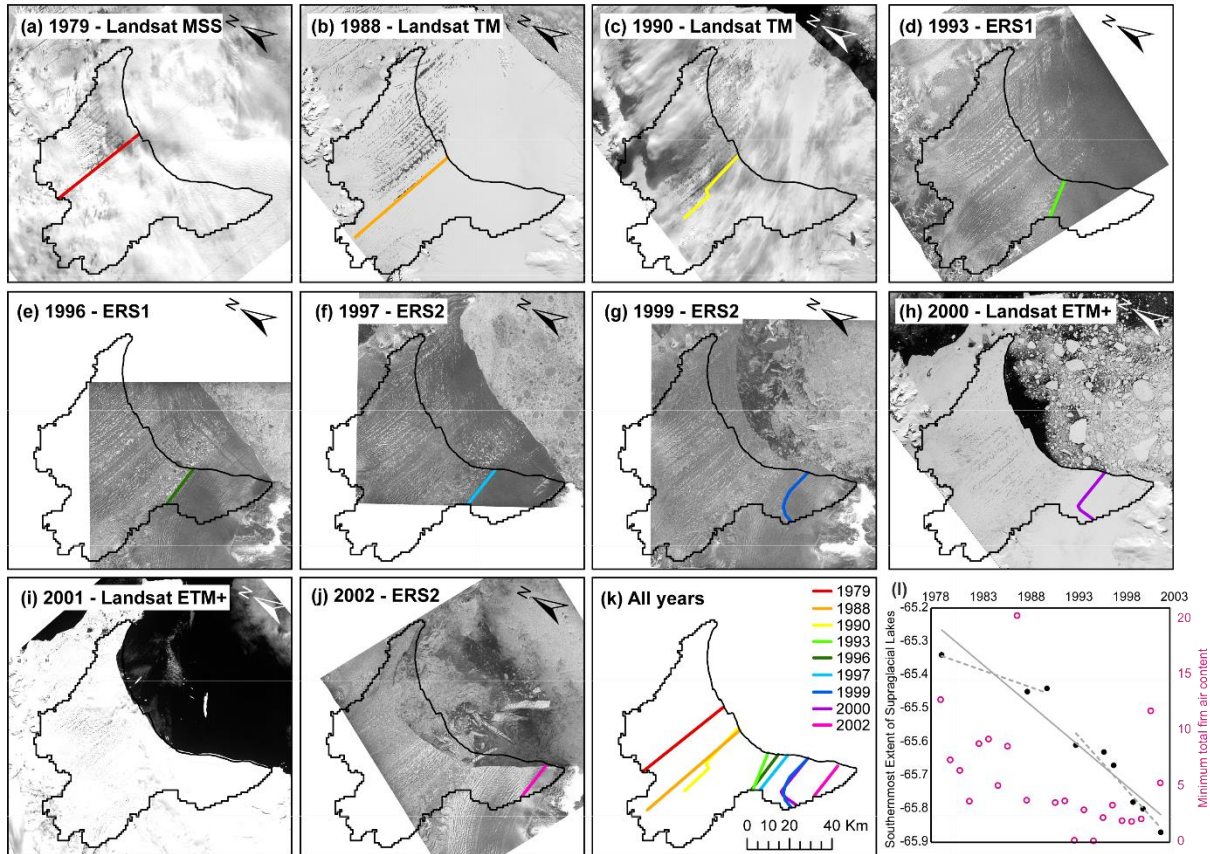 (a) 1979 - Landsat MSS
N
(b) 1988 - Landsat TM
N
(c) 1990 - Landsat TM
N
(d) 1993 - ERS1
N
(e) 1996 - ERS1
N
(f) 1997 - ERS2
N
(g) 1999 - ERS2
N
(h) 2000 - Landsat ETM+
N
(i) 2001 - Landsat ETM+
N
(j) 2002 - ERS2
N
(k) All years
1979
1988
1990
1993
1996
1997
1999
2000
2002
0 10 20 40 Km
(l)
1978 1983 1988 1993 1998 2003
Southernmost Extent of Supraglacial Lakes
-65.2
-65.3
-65.4
-65.5
-65.6
-65.7
-65.8
-65.9
20
15
10
5
0
Minimum total firn air content